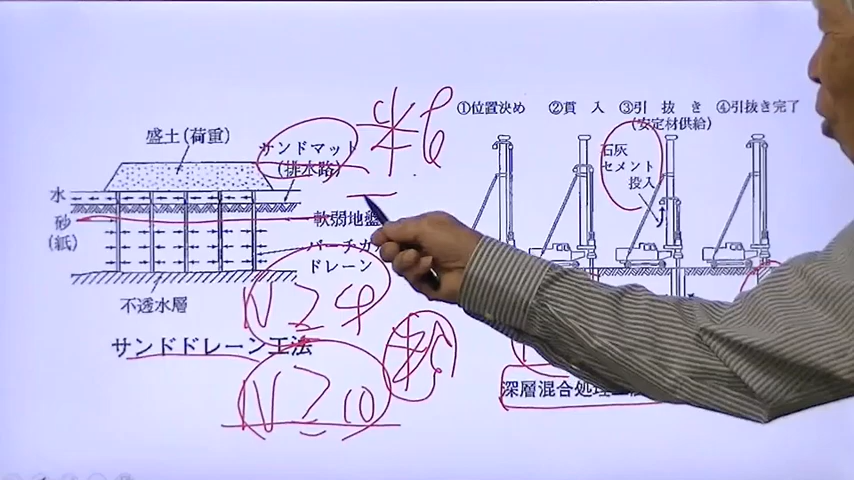 盛土(荷重)
サンドマット
(排水路)
水
砂
(紙)
軟弱地盤
バーチカ
ドレーン
不透水層
サンドドレーン工法
N≧4
N≧10
①位置決め
②貫入
③引抜き
(安定材供給)
④引抜き完了
石灰
セメント
投入
深層混合処理